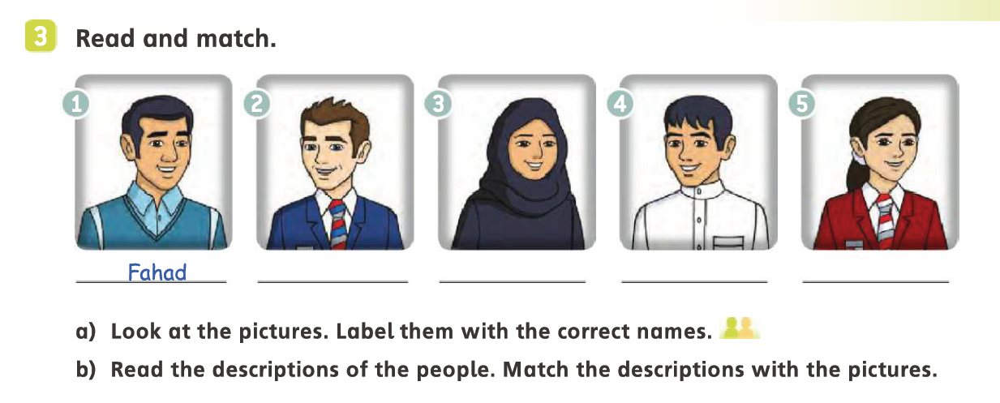 3 Read and match.
1 2 3 4 5
Fahad
a) Look at the pictures. Label them with the correct names.
b) Read the descriptions of the people. Match the descriptions with the pictures.